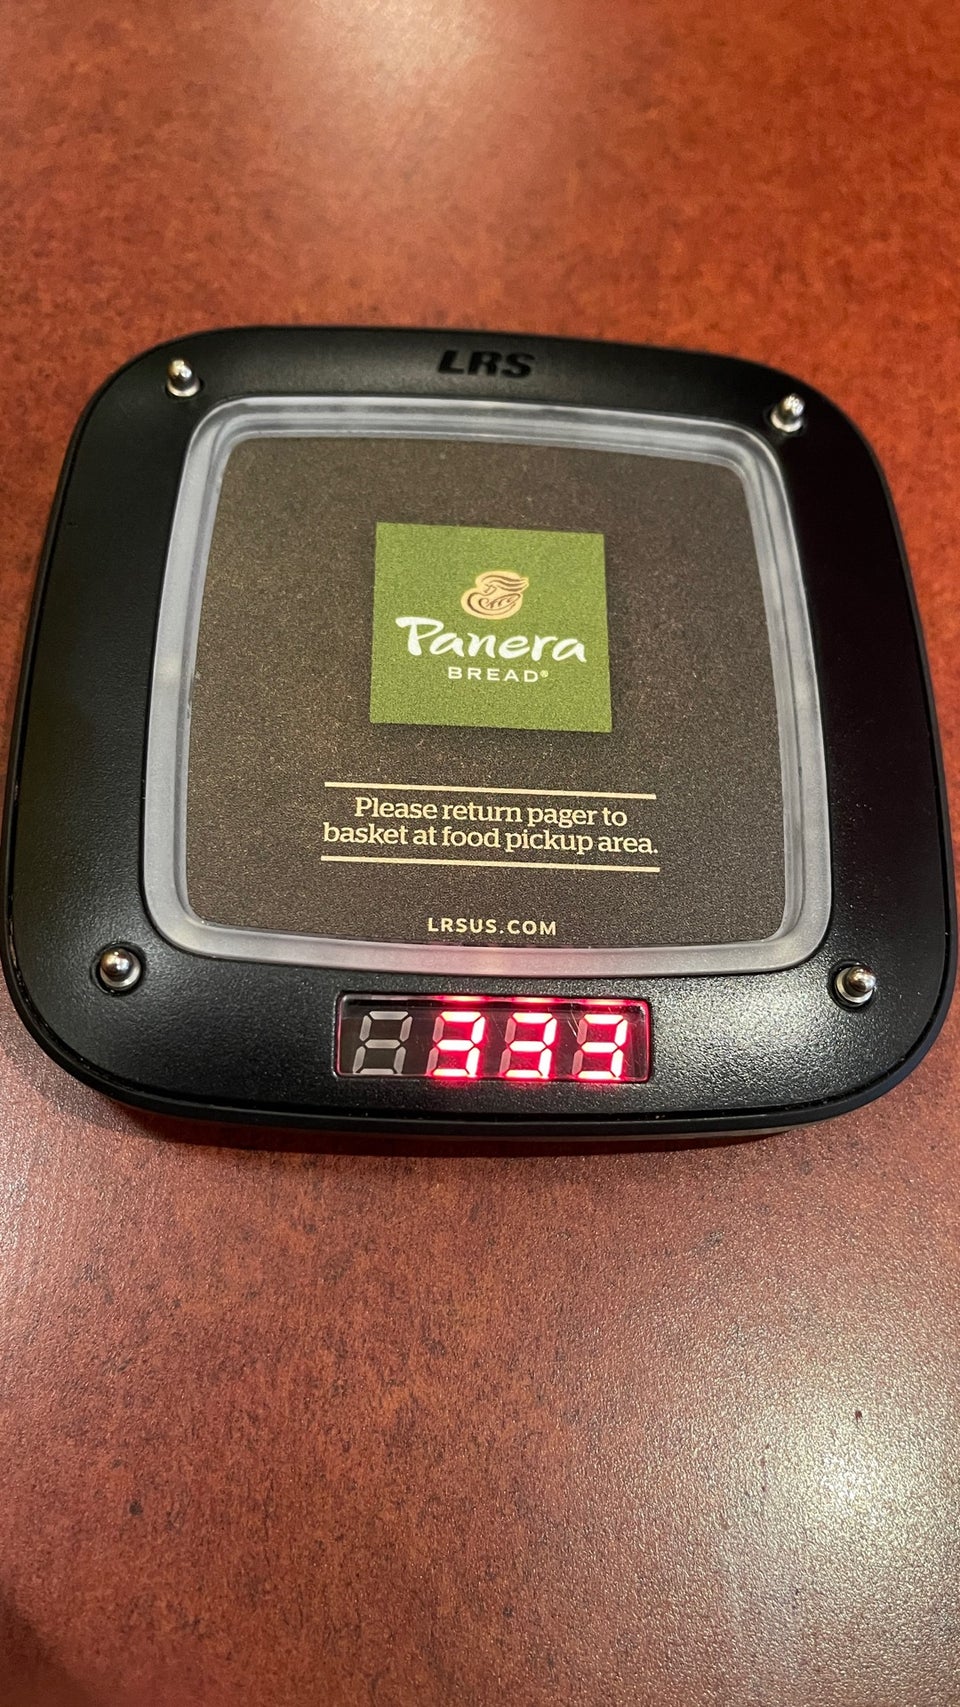 LRS
Panera
BREAD®
Please return pager to
basket at food pickup area.
LRSUS.COM
333